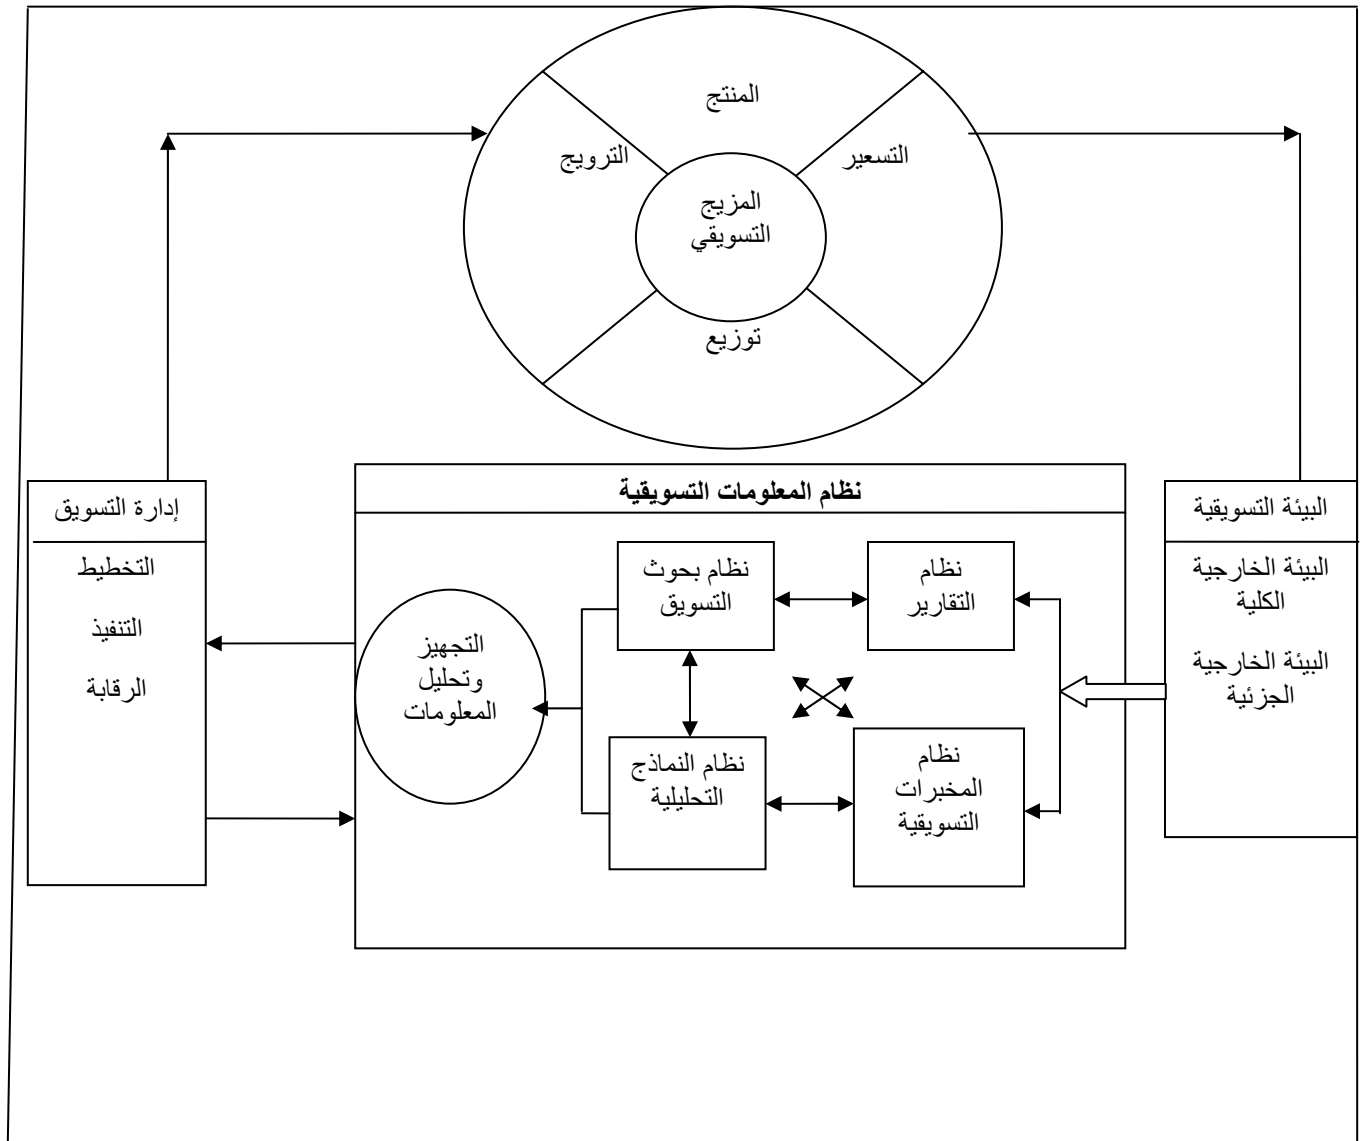 المنتج
التسعير
الترويج
المزيج
التسويقي
توزيع
نظام المعلومات التسويقية
البيئة التسويقية
البيئة الخارجية
الكلية
البيئة الخارجية
الجزئية
نظام
التقارير
نظام بحوث
التسويق
نظام
المخبرات
التسويقية
نظام النماذج
التحليلية
التجهيز
وتحليل
المعلومات
إدارة التسويق
التخطيط
التنفيذ
الرقابة